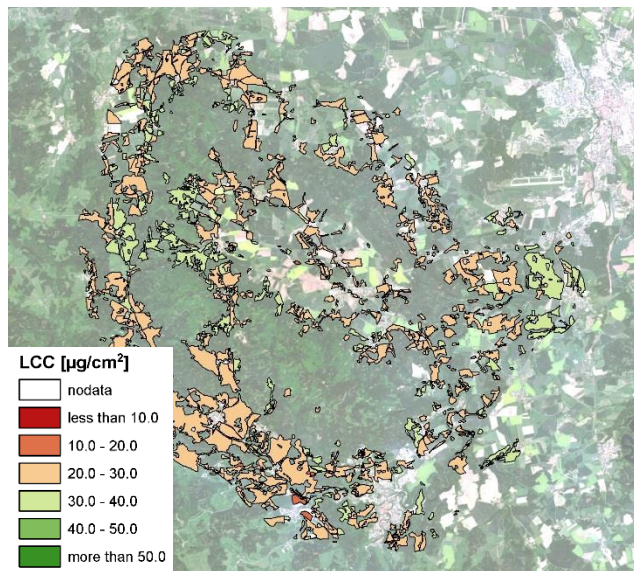 LCC [µg/cm²]
nodata
less than 10.0
10.0 - 20.0
20.0 - 30.0
30.0 - 40.0
40.0 - 50.0
more than 50.0